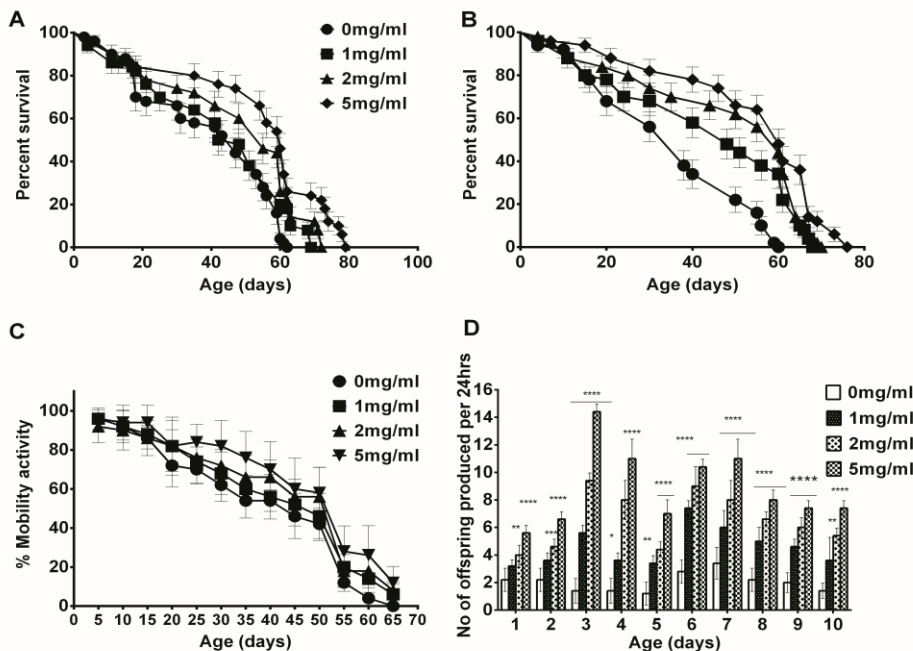 A
0mg/ml
1mg/ml
2mg/ml
5mg/ml
Percent survival
100
80
60
40
20
0
0 20 40 60 80 100
Age (days)
B
Percent survival
100
80
60
40
20
0
0 20 40 60 80
Age (days)
C
0mg/ml
1mg/ml
2mg/ml
5mg/ml
% Mobility activity
100
80
60
40
20
0
0 5 10 15 20 25 30 35 40 45 50 55 60 65 70
Age (days)
D
0mg/ml
1mg/ml
2mg/ml
5mg/ml
No of offspring produced per 24hrs
16
14
12
10
8
6
4
2
0
** **** *** **** **** * **** ** **** **** **** **** **** ** ****
1 2 3 4 5 6 7 8 9 10
Age (days)